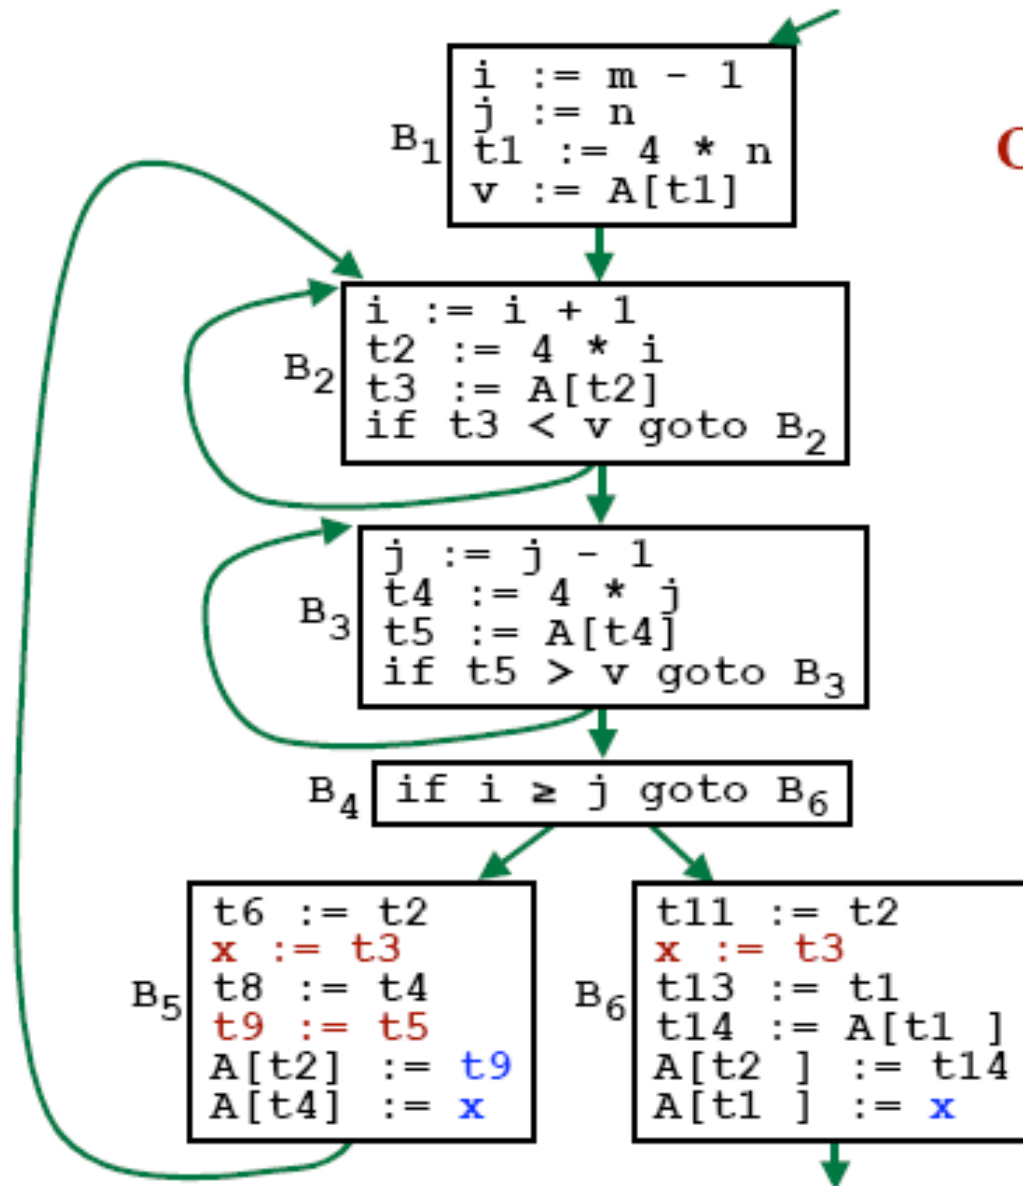 i := m - 1
j := n
B1 t1 := 4 * n
v := A[t1]
C
i := i + 1
t2 := 4 * i
B2 t3 := A[t2]
if t3 < v goto B2
j := j - 1
t4 := 4 * j
B3 t5 := A[t4]
if t5 > v goto B3
B4 if i ≥ j goto B6
t6 := t2
x := t3
B5 t8 := t4
t9 := t5
A[t2] := t9
A[t4] := x
t11 := t2
x := t3
B6 t13 := t1
t14 := A[t1 ]
A[t2 ] := t14
A[t1 ] := x